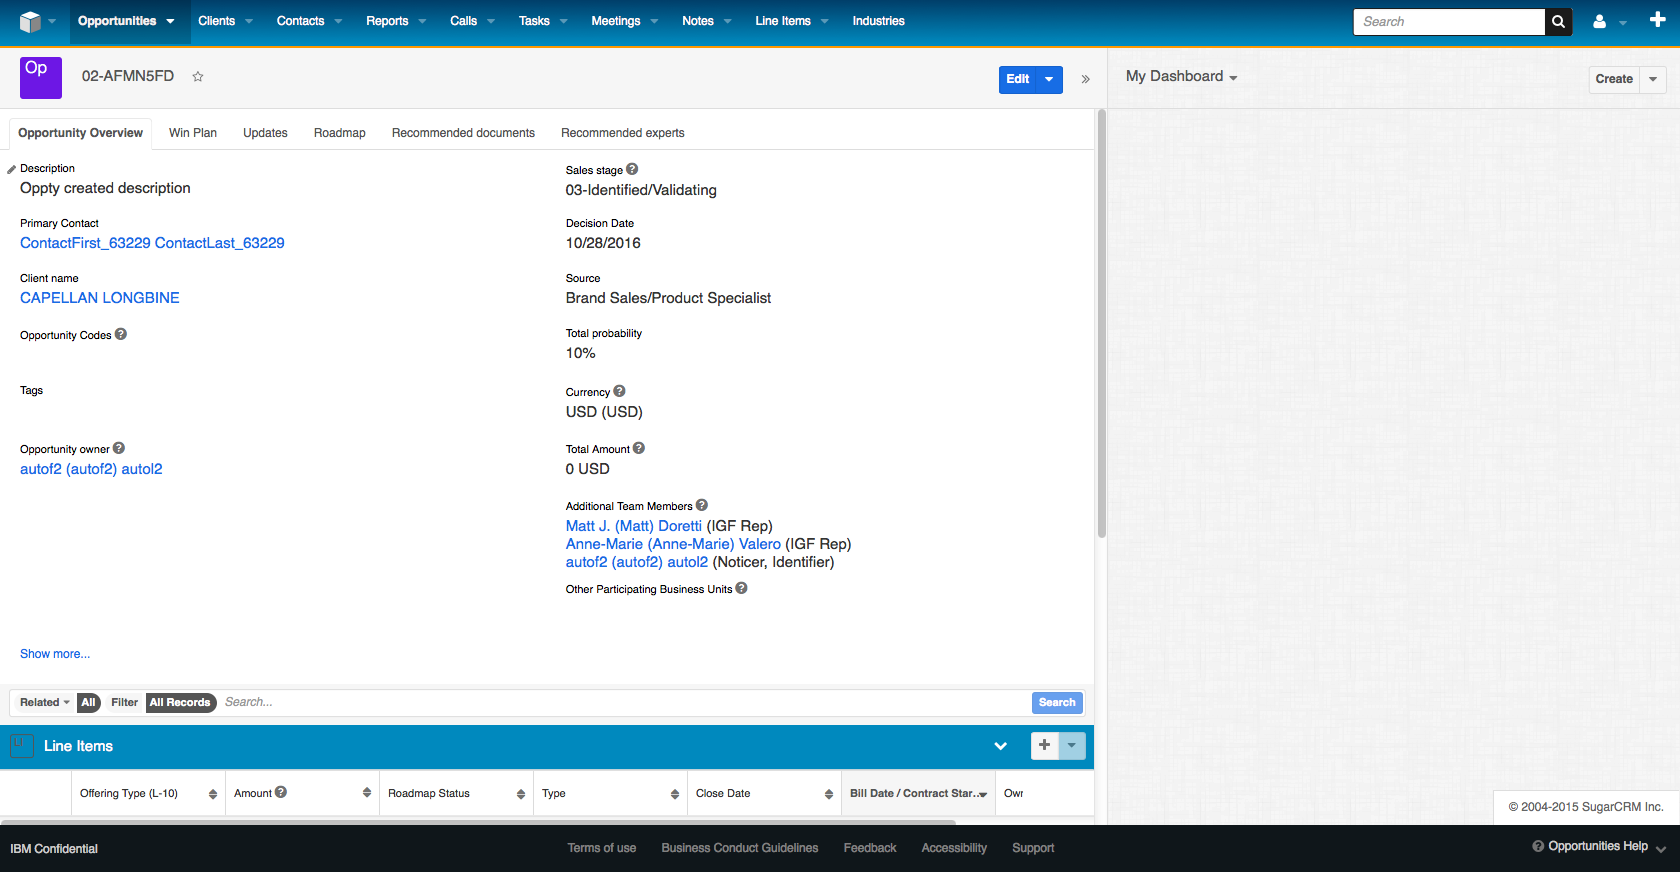 Opportunities Clients Contacts Reports Calls Tasks Meetings Notes Line Items Industries Search
Op 02-AFMN5FD Edit My Dashboard Create
Opportunity Overview Win Plan Updates Roadmap Recommended documents Recommended experts
Description
Oppty created description
Sales stage ?
03-Identified/Validating
Primary Contact
ContactFirst_63229 ContactLast_63229
Decision Date
10/28/2016
Client name
CAPELLAN LONGBINE
Source
Brand Sales/Product Specialist
Opportunity Codes ?
Total probability
10%
Tags
Currency ?
USD (USD)
Opportunity owner ?
autof2 (autof2) autol2
Total Amount ?
0 USD
Additional Team Members ?
Matt J. (Matt) Doretti (IGF Rep)
Anne-Marie (Anne-Marie) Valero (IGF Rep)
autof2 (autof2) autol2 (Noticer, Identifier)
Other Participating Business Units ?
Show more...
Related All Filter All Records Search... Search
LI Line Items
Offering Type (L-10) Amount ? Roadmap Status Type Close Date Bill Date / Contract Star... Owr
© 2004-2015 SugarCRM Inc.
IBM Confidential Terms of use Business Conduct Guidelines Feedback Accessibility Support ? Opportunities Help